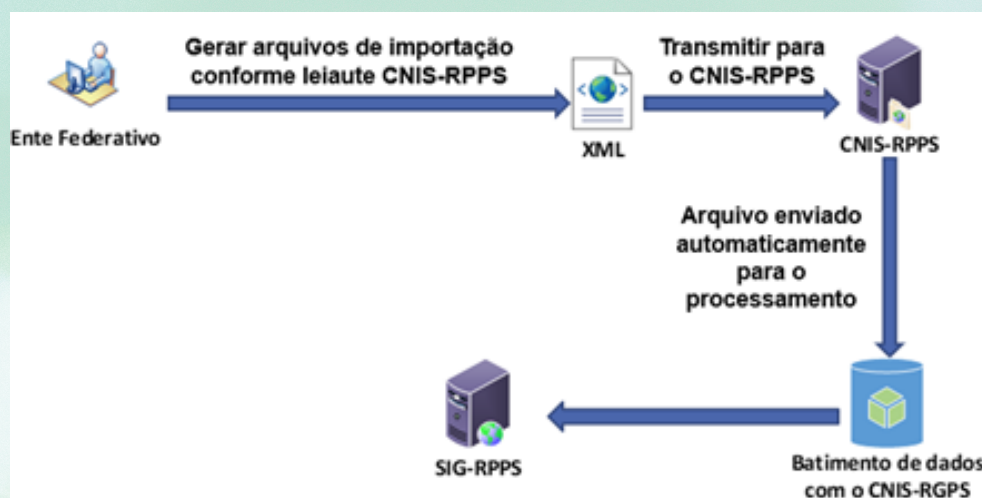 Gerar arquivos de importação
conforme leiaute CNIS-RPPS
Transmitir para
o CNIS-RPPS
Ente Federativo
XML
CNIS-RPPS
Arquivo enviado
automaticamente
para o
processamento
SIG-RPPS
Batimento de dados
com o CNIS-RGPS